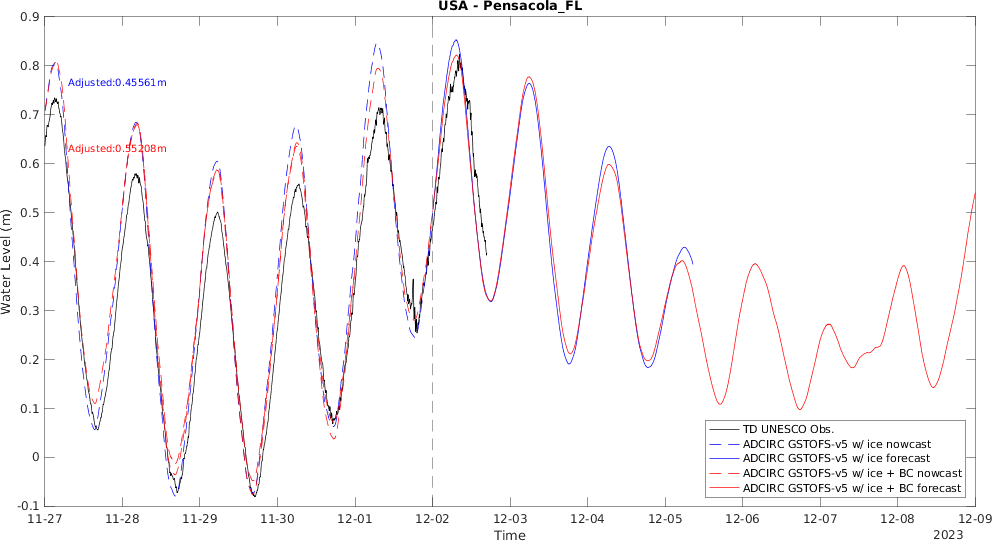 USA - Pensacola_FL
0.9
0.8
0.7
0.6
0.5
0.4
0.3
0.2
0.1
0
-0.1
Water Level (m)
Adjusted:0.45561m
Adjusted:0.55208m
TD UNESCO Obs.
ADCIRC GSTOFS-v5 w/ ice nowcast
ADCIRC GSTOFS-v5 w/ ice forecast
ADCIRC GSTOFS-v5 w/ ice + BC nowcast
ADCIRC GSTOFS-v5 w/ ice + BC forecast
11-27 11-28 11-29 11-30 12-01 12-02 12-03 12-04 12-05 12-06 12-07 12-08 12-09
Time
2023